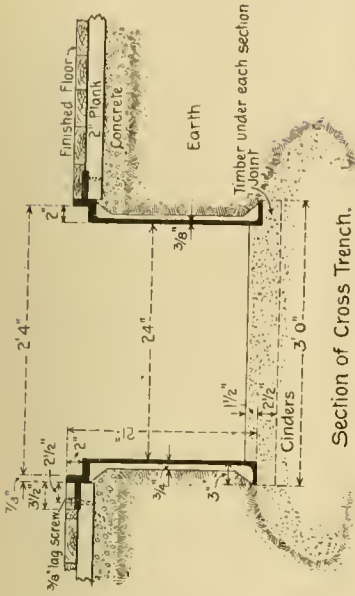 Finished Floor
2" Plank
Concrete
Earth
Timber under each section
Joint
2'4"
2"
7/8"
3 1/2"
2 1/2"
2"
3/8" lag screw
21"
24"
3/8"
3/4
3"
1 1/2"
2 1/2"
Cinders
3'0"
Section of Cross Trench.